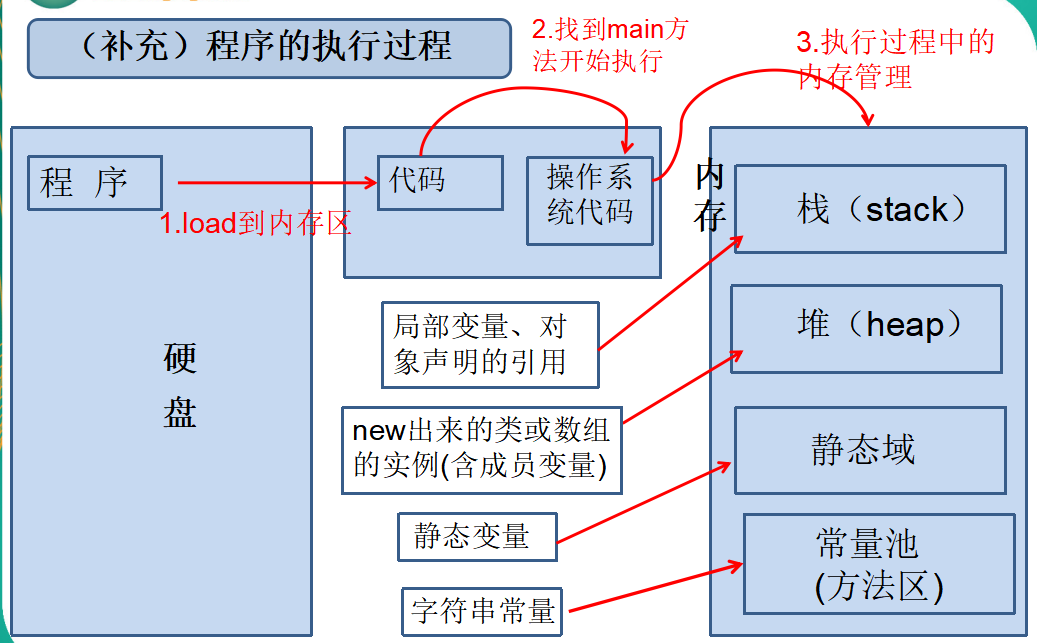 （补充）程序的执行过程
2.找到main方
法开始执行
3.执行过程中的
内存管理
程 序
1.load到内存区
硬
盘
代码
操作系
统代码
内
存
栈（stack）
堆（heap）
静态域
常量池
(方法区)
局部变量、对
象声明的引用
new出来的类或数组
的实例(含成员变量)
静态变量
字符串常量